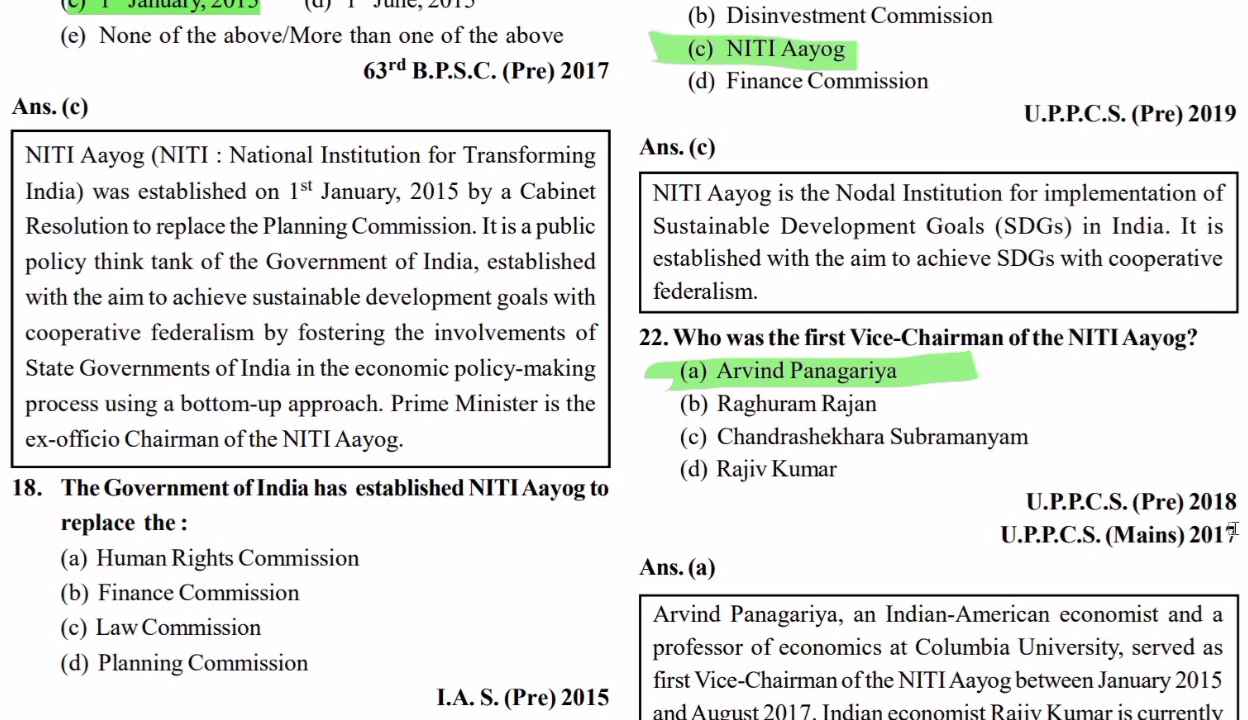 (c) 1st January, 2015 (d) 1st June, 2015
(e) None of the above/More than one of the above
63rd B.P.S.C. (Pre) 2017
Ans. (c)
NITI Aayog (NITI : National Institution for Transforming
India) was established on 1st January, 2015 by a Cabinet
Resolution to replace the Planning Commission. It is a public
policy think tank of the Government of India, established
with the aim to achieve sustainable development goals with
cooperative federalism by fostering the involvements of
State Governments of India in the economic policy-making
process using a bottom-up approach. Prime Minister is the
ex-officio Chairman of the NITI Aayog.
18. The Government of India has established NITI Aayog to
replace the :
(a) Human Rights Commission
(b) Finance Commission
(c) Law Commission
(d) Planning Commission
I.A. S. (Pre) 2015
(b) Disinvestment Commission
(c) NITI Aayog
(d) Finance Commission
U.P.P.C.S. (Pre) 2019
Ans. (c)
NITI Aayog is the Nodal Institution for implementation of
Sustainable Development Goals (SDGs) in India. It is
established with the aim to achieve SDGs with cooperative
federalism.
22. Who was the first Vice-Chairman of the NITI Aayog?
(a) Arvind Panagariya
(b) Raghuram Rajan
(c) Chandrashekhara Subramanyam
(d) Rajiv Kumar
U.P.P.C.S. (Pre) 2018
U.P.P.C.S. (Mains) 2017
Ans. (a)
Arvind Panagariya, an Indian-American economist and a
professor of economics at Columbia University, served as
first Vice-Chairman of the NITI Aayog between January 2015
and August 2017. Indian economist Rajiv Kumar is currently